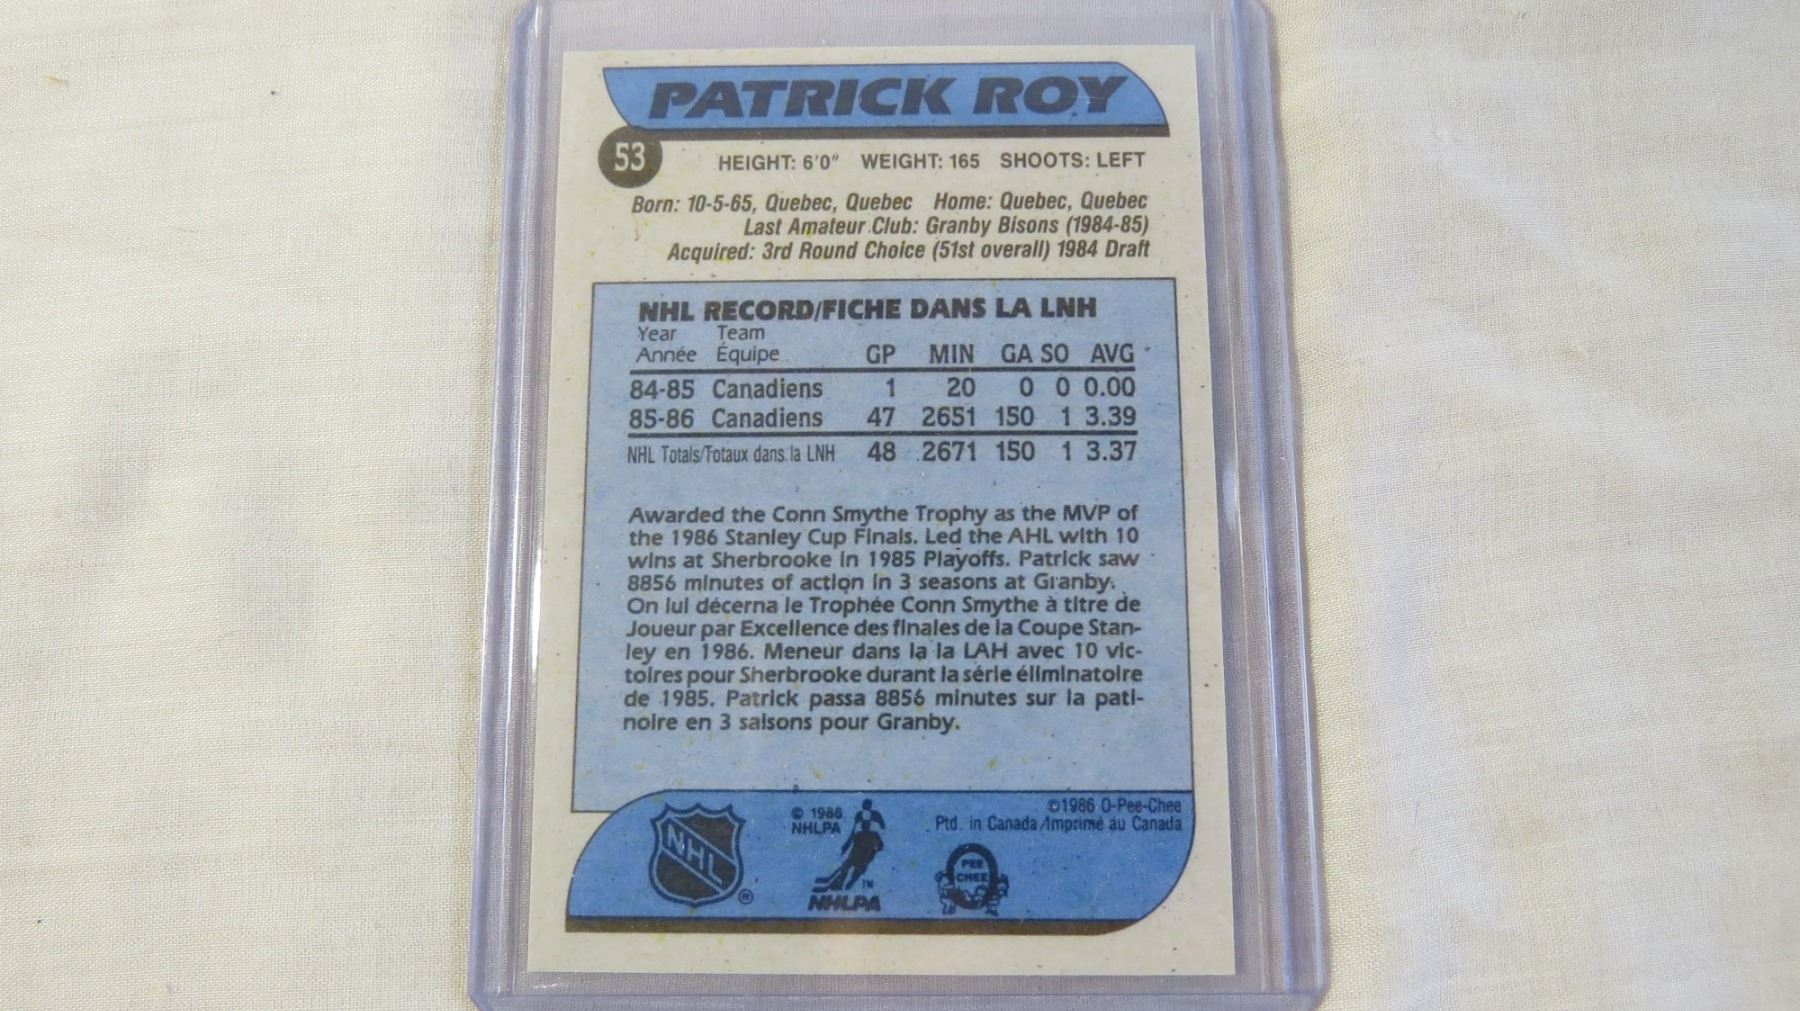 PATRICK ROY
53
HEIGHT: 6'0" WEIGHT: 165 SHOOTS: LEFT
Born: 10-5-65, Quebec, Quebec Home: Quebec, Quebec
Last Amateur Club: Granby Bisons (1984-85)
Acquired: 3rd Round Choice (51st overall) 1984 Draft
NHL RECORD/FICHE DANS LA LNH
Year Team
Année Équipe GP MIN GA SO AVG
84-85 Canadiens 1 20 0 0 0.00
85-86 Canadiens 47 2651 150 1 3.39
NHL Totals/Totaux dans la LNH 48 2671 150 1 3.37
Awarded the Conn Smythe Trophy as the MVP of
the 1986 Stanley Cup Finals. Led the AHL with 10
wins at Sherbrooke in 1985 Playoffs. Patrick saw
8856 minutes of action in 3 seasons at Granby.
On lui décerna le Trophée Conn Smythe à titre de
Joueur par Excellence des finales de la Coupe Stan-
ley en 1986. Meneur dans la la LAH avec 10 vic-
toires pour Sherbrooke durant la série éliminatoire
de 1985. Patrick passa 8856 minutes sur la pati-
noire en 3 saisons pour Granby.
NHL
®
© 1986
NHLPA
TM
NHLPA
©1986 O-Pee-Chee
Ptd. in Canada/Imprimé au Canada
PEE
CHEE